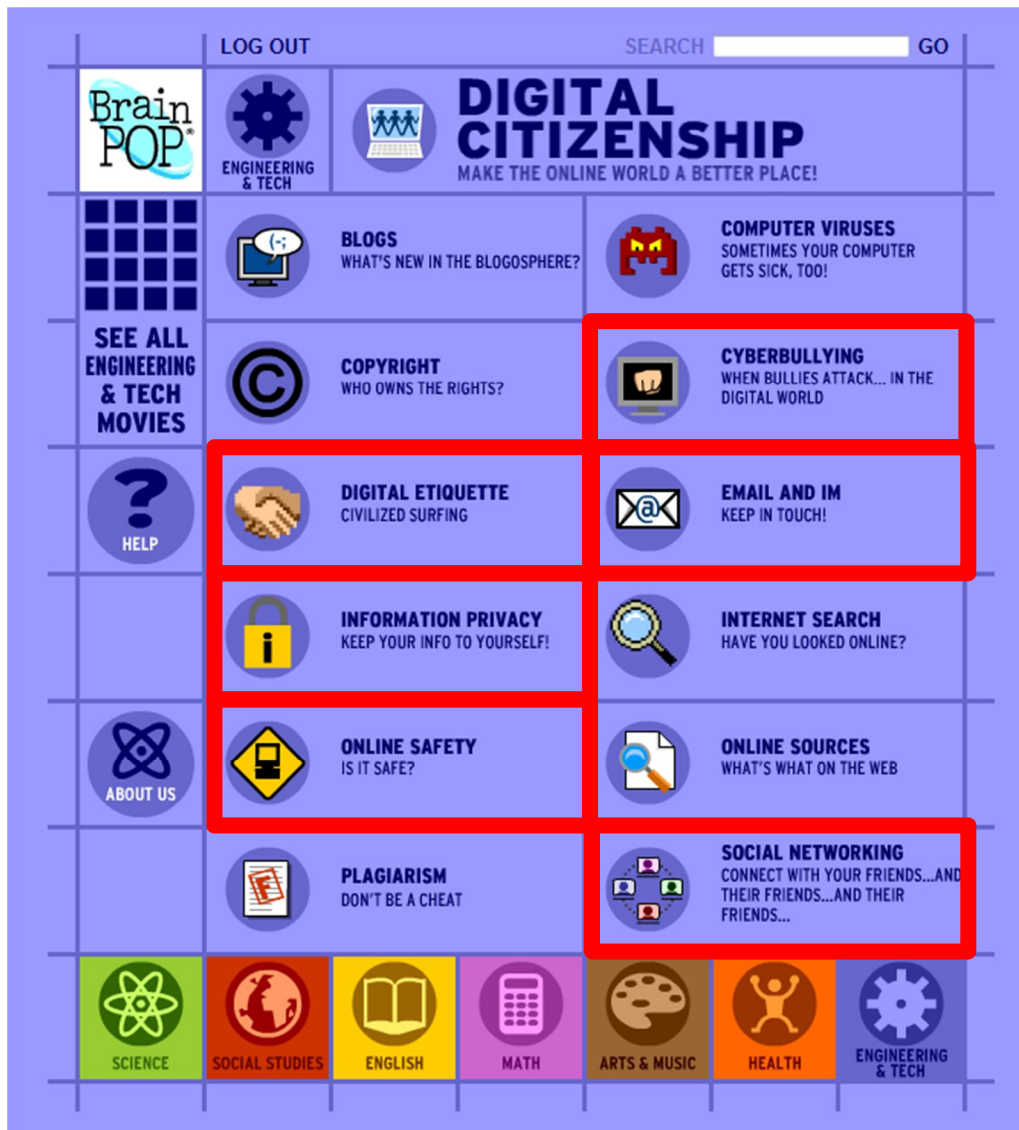 LOG OUT
SEARCH
GO
Brain
POP®
ENGINEERING
& TECH
DIGITAL
CITIZENSHIP
MAKE THE ONLINE WORLD A BETTER PLACE!
SEE ALL
ENGINEERING
& TECH
MOVIES
BLOGS
WHAT'S NEW IN THE BLOGOSPHERE?
(-;
COMPUTER VIRUSES
SOMETIMES YOUR COMPUTER
GETS SICK, TOO!
©
COPYRIGHT
WHO OWNS THE RIGHTS?
CYBERBULLYING
WHEN BULLIES ATTACK... IN THE
DIGITAL WORLD
?
HELP
DIGITAL ETIQUETTE
CIVILIZED SURFING
@
EMAIL AND IM
KEEP IN TOUCH!
i
INFORMATION PRIVACY
KEEP YOUR INFO TO YOURSELF!
INTERNET SEARCH
HAVE YOU LOOKED ONLINE?
ABOUT US
ONLINE SAFETY
IS IT SAFE?
ONLINE SOURCES
WHAT'S WHAT ON THE WEB
F
PLAGIARISM
DON'T BE A CHEAT
SOCIAL NETWORKING
CONNECT WITH YOUR FRIENDS...AND
THEIR FRIENDS...AND THEIR
FRIENDS...
SCIENCE
SOCIAL STUDIES
ENGLISH
MATH
ARTS & MUSIC
HEALTH
ENGINEERING
& TECH